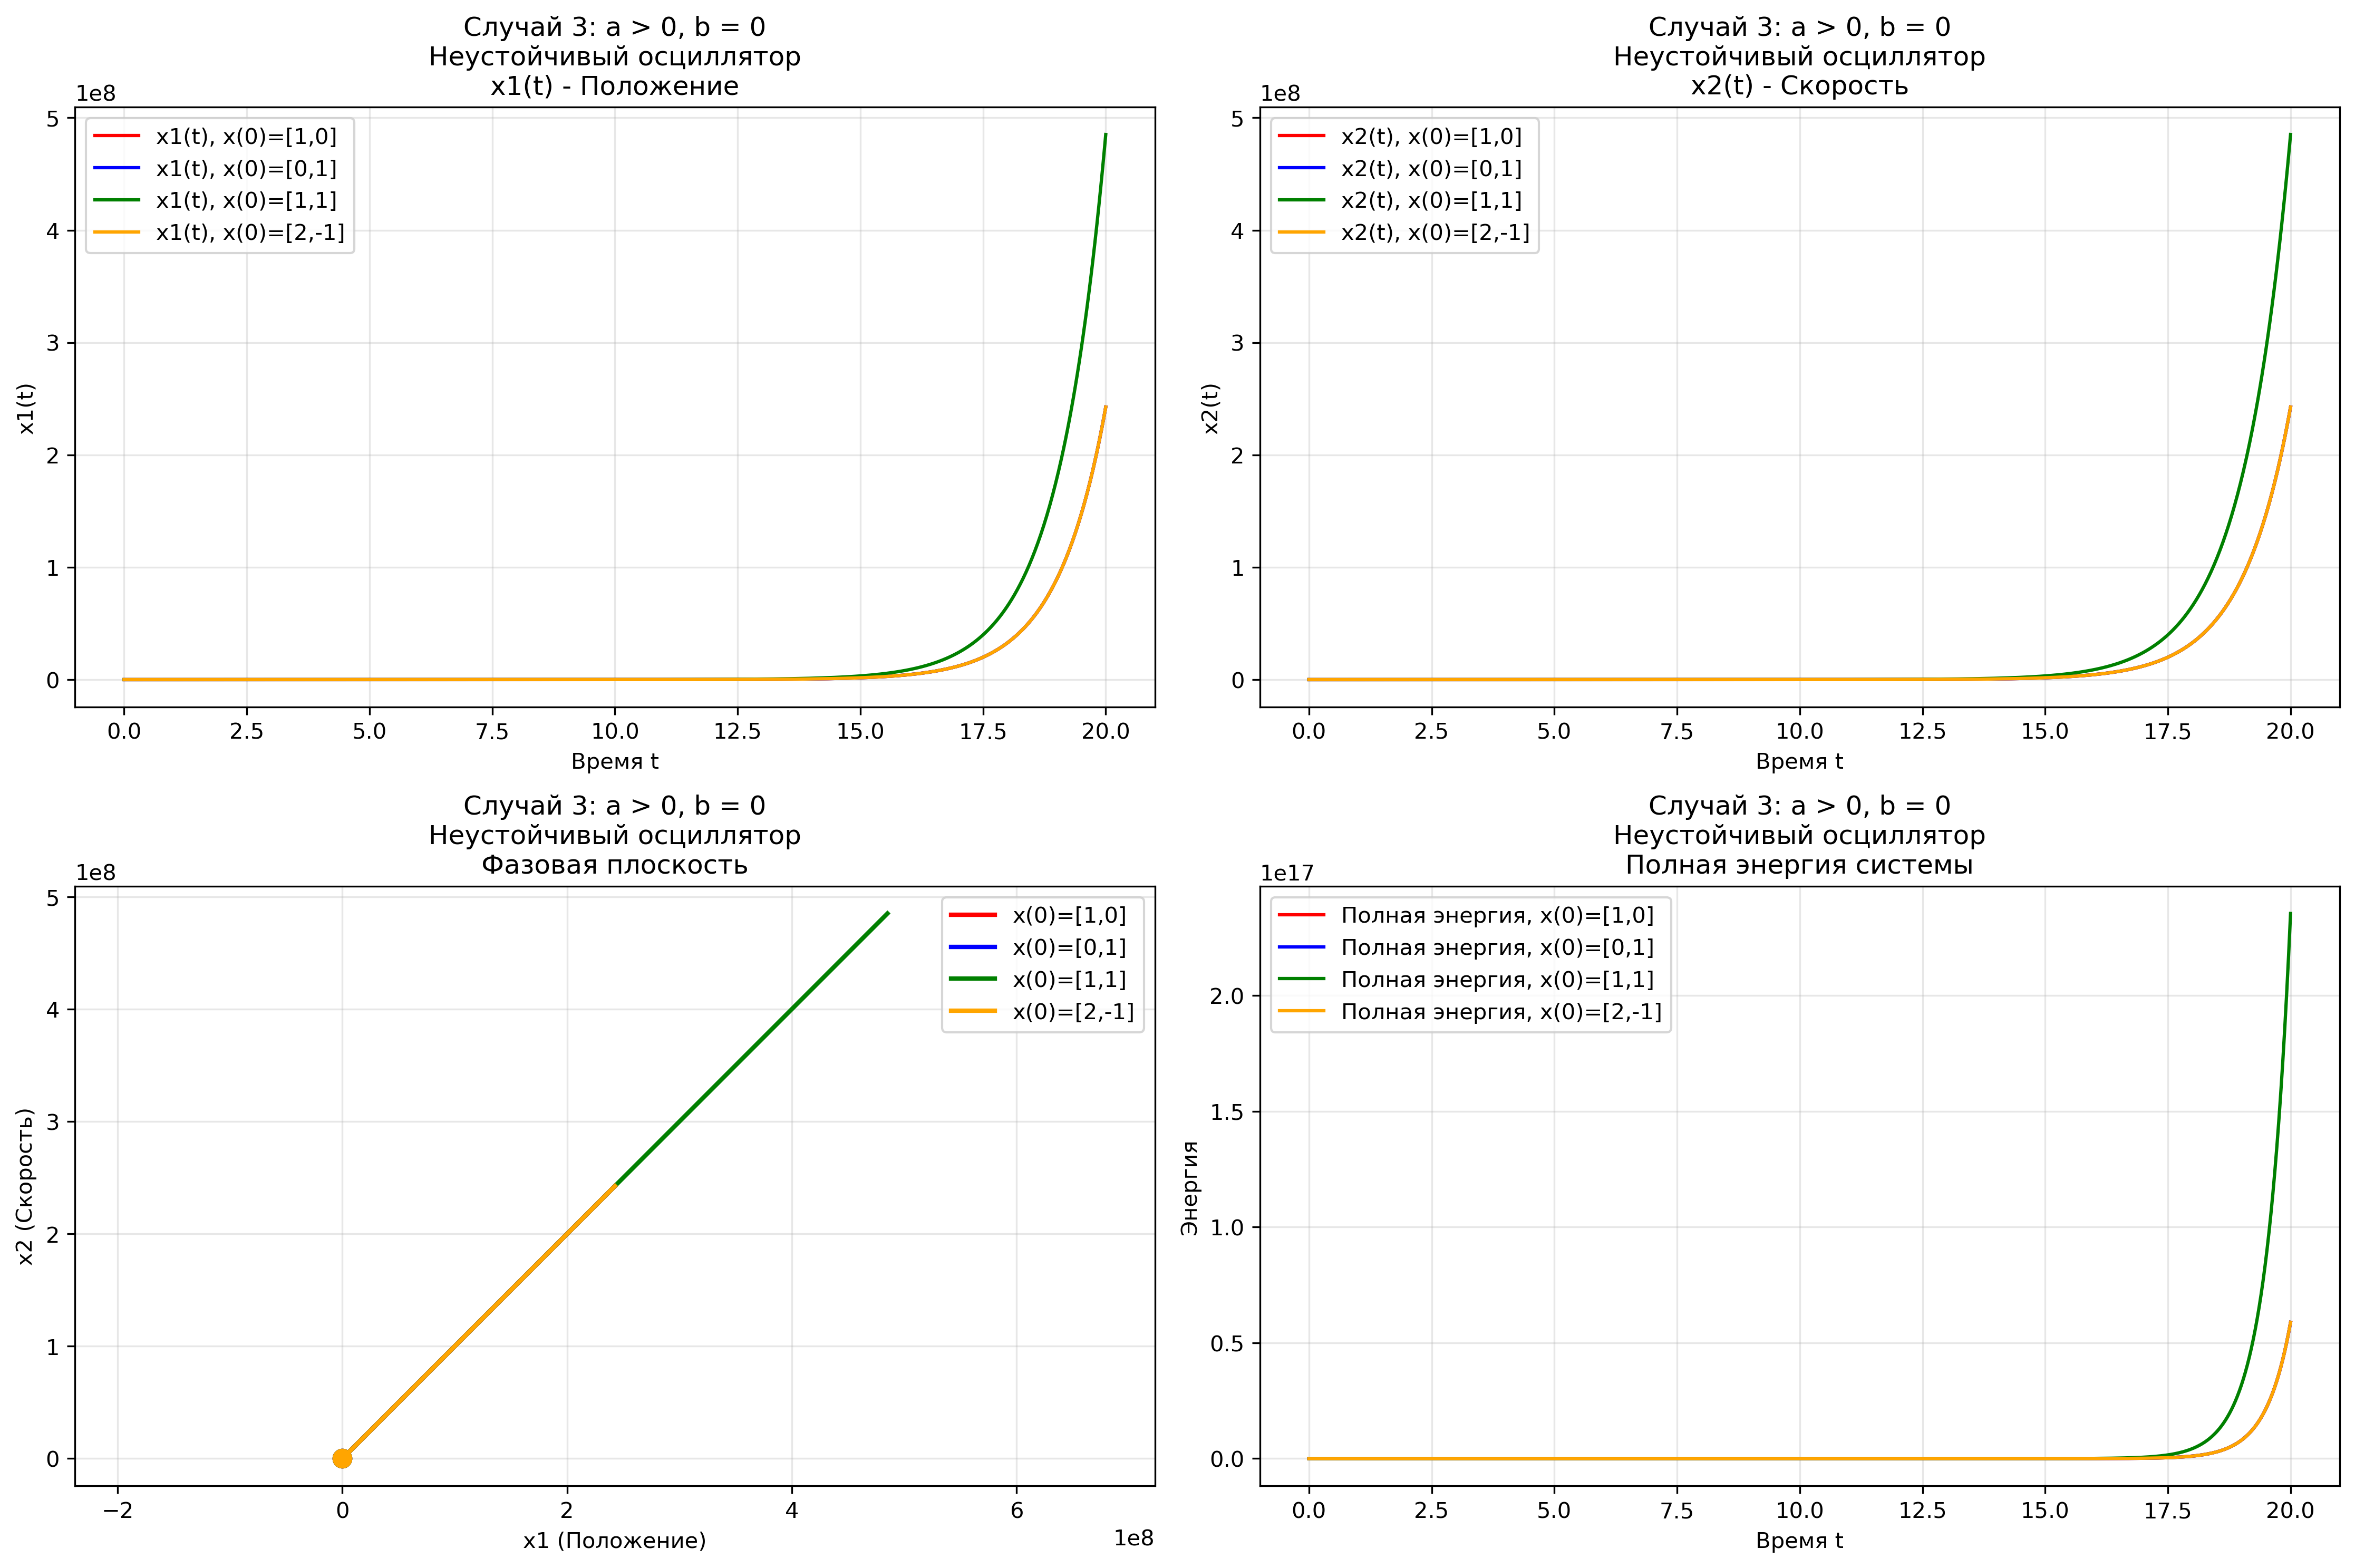 Случай 3: a > 0, b = 0
Неустойчивый осциллятор
x1(t) - Положение
1e8
5
4
3
2
1
0
x1(t)
x1(t), x(0)=[1,0]
x1(t), x(0)=[0,1]
x1(t), x(0)=[1,1]
x1(t), x(0)=[2,-1]
0.0 2.5 5.0 7.5 10.0 12.5 15.0 17.5 20.0
Время t
Случай 3: a > 0, b = 0
Неустойчивый осциллятор
x2(t) - Скорость
1e8
5
4
3
2
1
0
x2(t)
x2(t), x(0)=[1,0]
x2(t), x(0)=[0,1]
x2(t), x(0)=[1,1]
x2(t), x(0)=[2,-1]
0.0 2.5 5.0 7.5 10.0 12.5 15.0 17.5 20.0
Время t
Случай 3: a > 0, b = 0
Неустойчивый осциллятор
Фазовая плоскость
1e8
5
4
3
2
1
0
x2 (Скорость)
x(0)=[1,0]
x(0)=[0,1]
x(0)=[1,1]
x(0)=[2,-1]
−2 0 2 4 6
1e8
x1 (Положение)
Случай 3: a > 0, b = 0
Неустойчивый осциллятор
Полная энергия системы
1e17
2.0
1.5
1.0
0.5
0.0
Энергия
Полная энергия, x(0)=[1,0]
Полная энергия, x(0)=[0,1]
Полная энергия, x(0)=[1,1]
Полная энергия, x(0)=[2,-1]
0.0 2.5 5.0 7.5 10.0 12.5 15.0 17.5 20.0
Время t